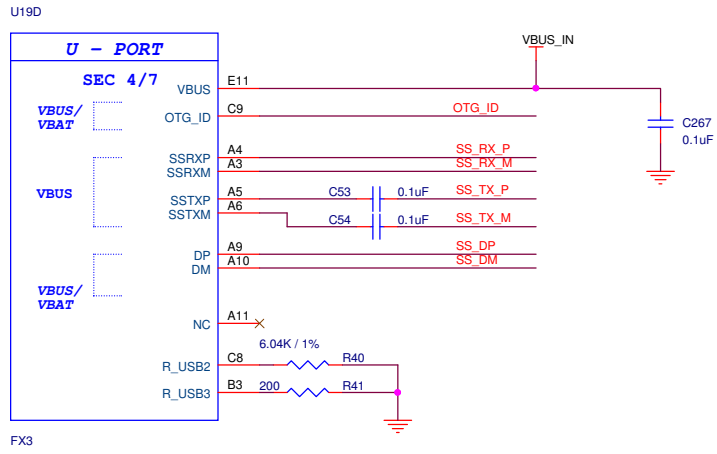 U19D
U - PORT
VBUS_IN
SEC 4/7
VBUS E11
VBUS/
VBAT
OTG_ID C9 OTG_ID
C267
0.1uF
SSRXP A4 SS_RX_P
SSRXM A3 SS_RX_M
VBUS
SSTXP A5 C53 0.1uF SS_TX_P
SSTXM A6 C54 0.1uF SS_TX_M
DP A9 SS_DP
DM A10 SS_DM
VBUS/
VBAT
NC A11
6.04K / 1%
R_USB2 C8 R40
R_USB3 B3 200 R41
FX3